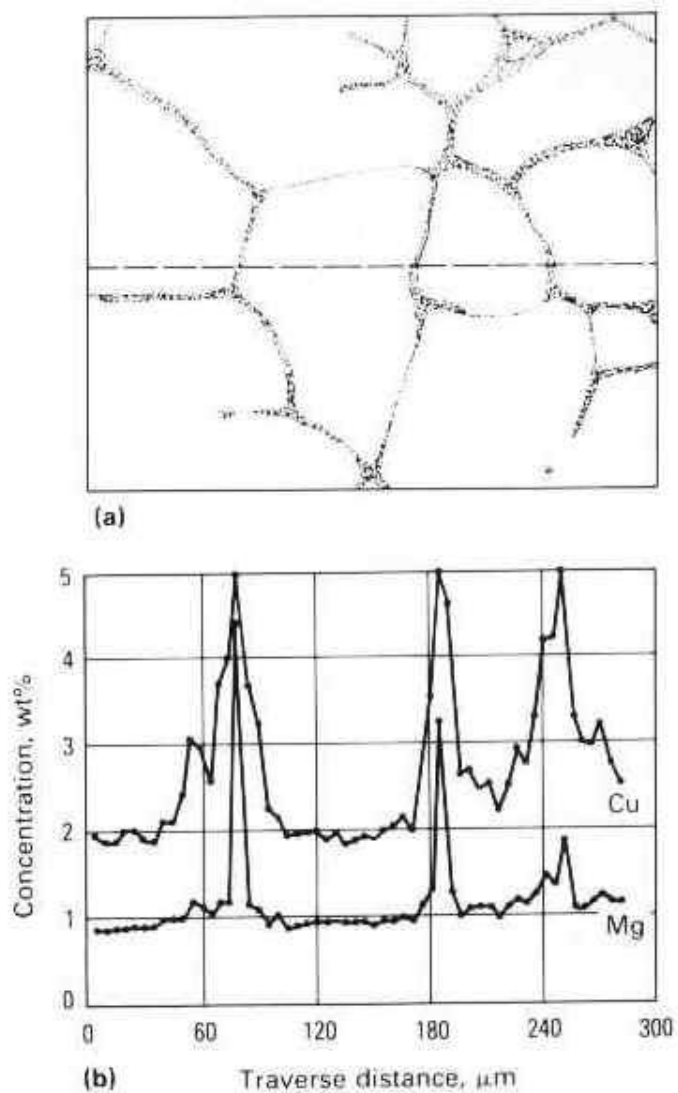 (a)
5
4
3
2
1
0
Concentration, wt%
Cu
Mg
0 60 120 180 240 300
(b) Traverse distance, μm